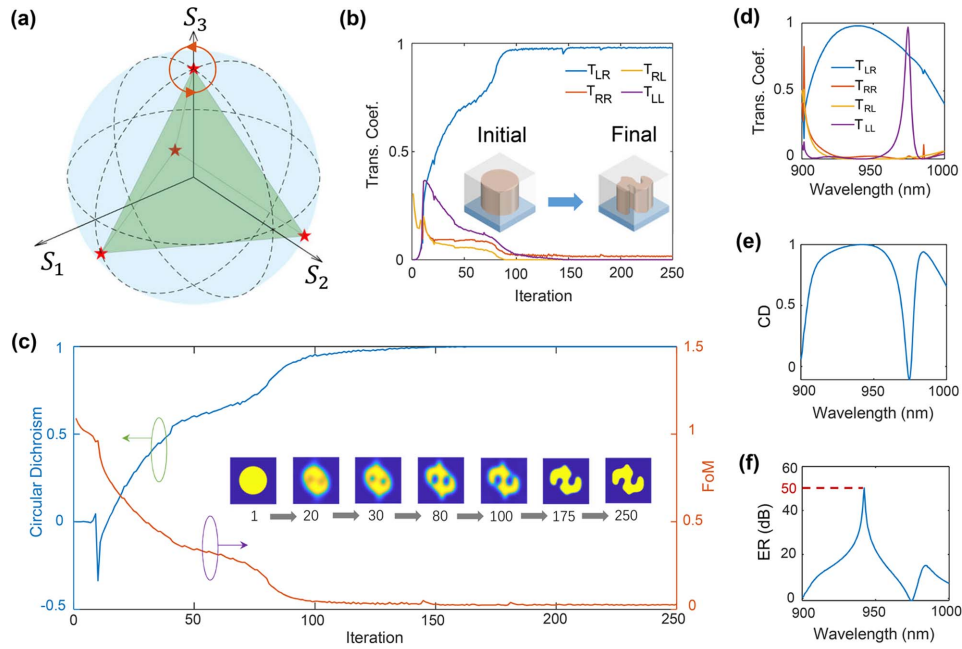 (a)
S3
S1
S2
(b)
1
0.5
0
Trans. Coef.
TLR
TRR
TRL
TLL
Initial
Final
0
50
100
150
200
250
Iteration
(c)
1
0.5
0
-0.5
Circular Dichroism
1.5
1
0.5
0
FoM
1
20
30
80
100
175
250
0
50
100
150
200
250
Iteration
(d)
1
0.5
0
Trans. Coef.
TLR
TRR
TRL
TLL
900
950
1000
Wavelength (nm)
(e)
1
0.5
0
CD
900
950
1000
Wavelength (nm)
(f)
60
50
40
20
0
ER (dB)
900
950
1000
Wavelength (nm)